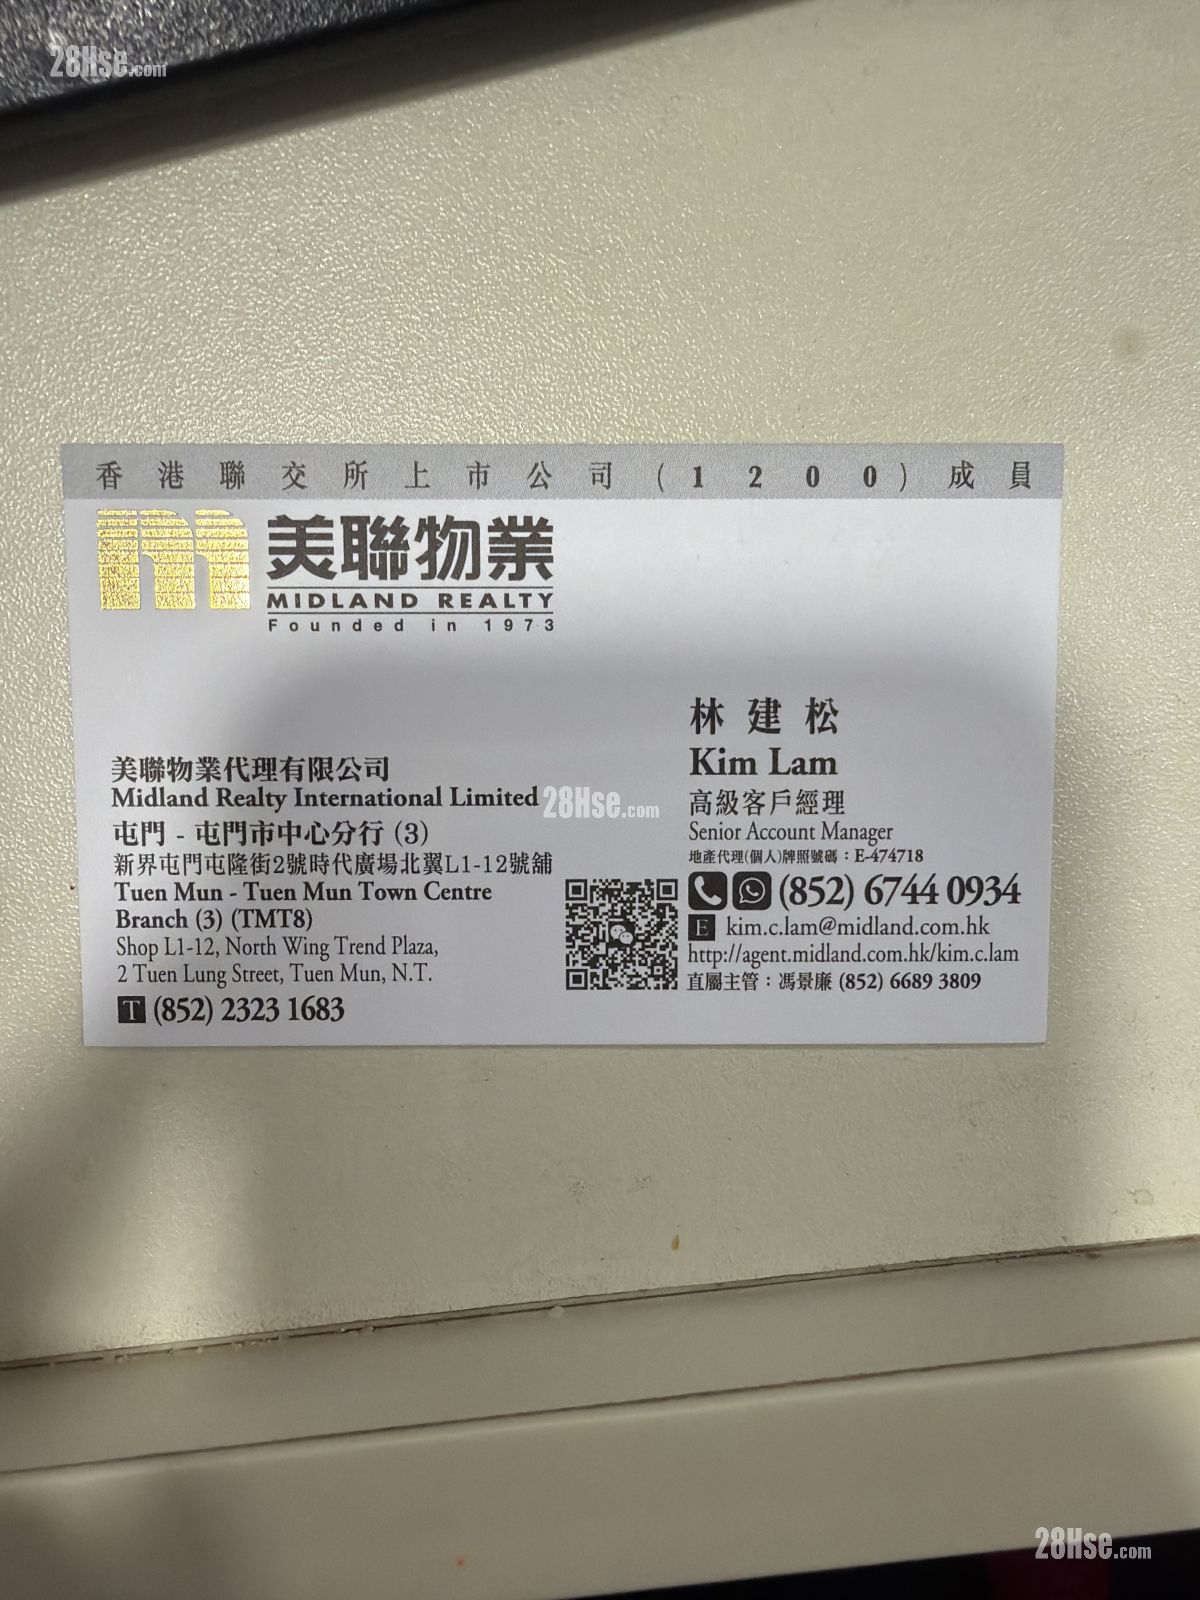 28Hse.com
香港聯交所上市公司(1200)成員
美聯物業
MIDLAND REALTY
Founded in 1973
林建松
Kim Lam
高級客戶經理
Senior Account Manager
地產代理(個人)牌照號碼：E-474718
(852) 6744 0934
E kim.c.lam@midland.com.hk
http://agent.midland.com.hk/kim.c.lam
直屬主管：馮景廉 (852) 6689 3809
美聯物業代理有限公司
Midland Realty International Limited
屯門 - 屯門市中心分行 (3)
新界屯門屯隆街2號時代廣場北翼L1-12號舖
Tuen Mun - Tuen Mun Town Centre
Branch (3) (TMT8)
Shop L1-12, North Wing Trend Plaza,
2 Tuen Lung Street, Tuen Mun, N.T.
T (852) 2323 1683
28Hse.com
28Hse.com